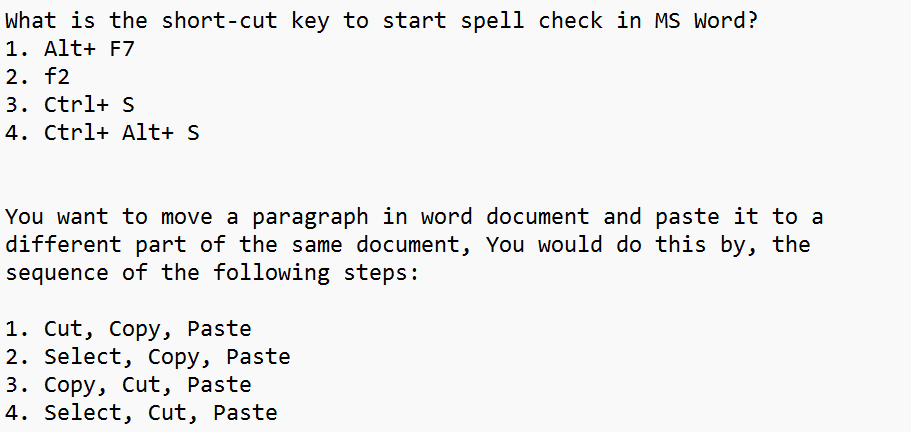 What is the short-cut key to start spell check in MS Word?
1. Alt+ F7
2. f2
3. Ctrl+ S
4. Ctrl+ Alt+ S
You want to move a paragraph in word document and paste it to a
different part of the same document, You would do this by, the
sequence of the following steps:
1. Cut, Copy, Paste
2. Select, Copy, Paste
3. Copy, Cut, Paste
4. Select, Cut, Paste